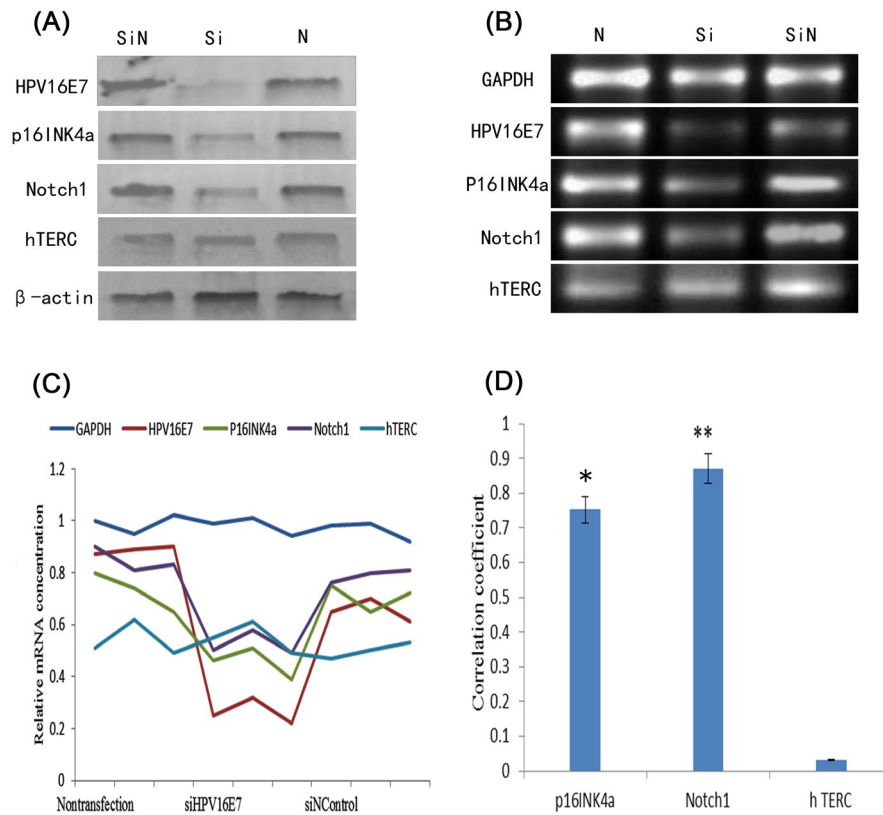 (A)
SiN Si N
HPV16E7
p16INK4a
Notch1
hTERC
β-actin
(B)
N Si SiN
GAPDH
HPV16E7
P16INK4a
Notch1
hTERC
(C)
GAPDH HPV16E7 P16INK4a Notch1 hTERC
Relative mRNA concentration
1.2
1
0.8
0.6
0.4
0.2
0
Nontransfection siHPV16E7 siNControl
(D)
Correlation coefficient
1
0.9
0.8
0.7
0.6
0.5
0.4
0.3
0.2
0.1
0
*
**
p16INK4a Notch1 h TERC